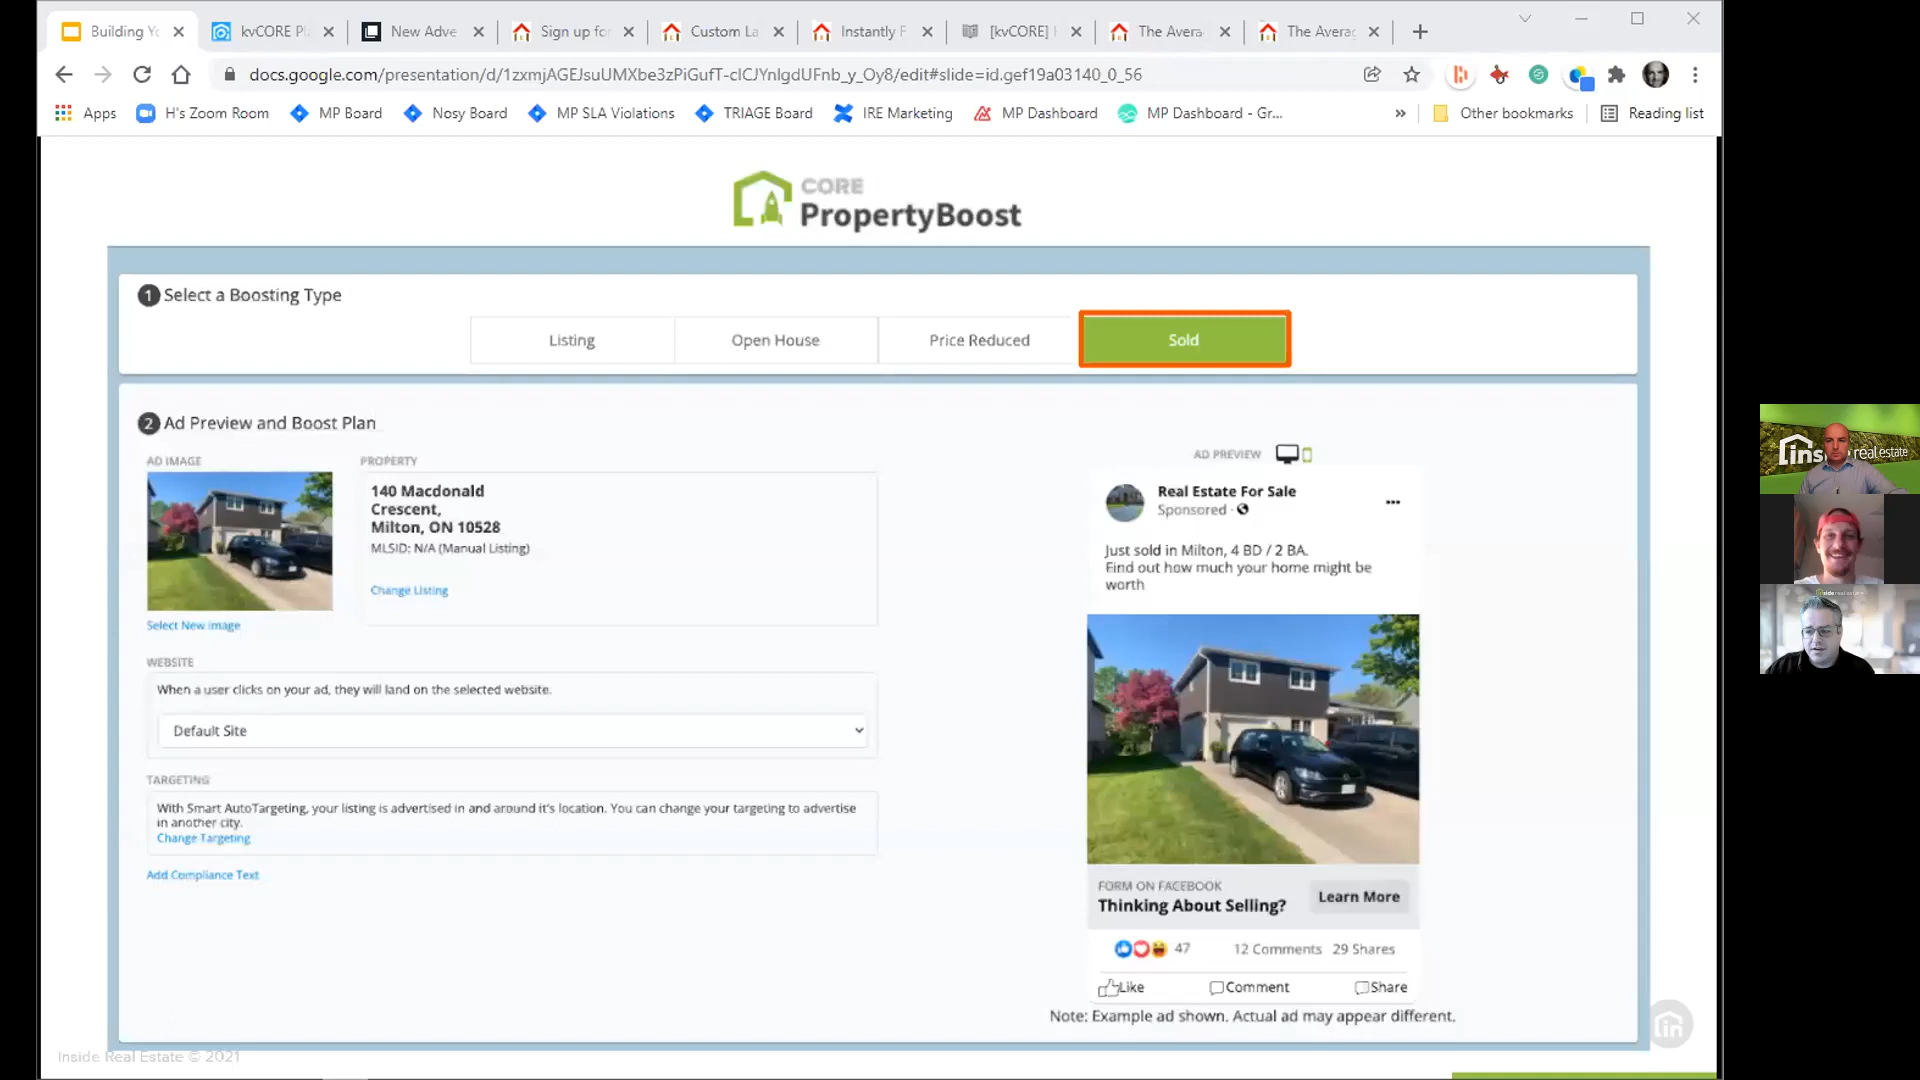 Building Yo
kvCORE Pl
New Adve
Sign up for
Custom La
Instantly F
[kvCORE]
The Avera
The Averag
docs.google.com/presentation/d/1zxmjAGEJsuUMXbe3zPiGufT-cICJYnlgdUFnb_y_Oy8/edit#slide=id.gef19a03140_0_56
Apps
H's Zoom Room
MP Board
Nosy Board
MP SLA Violations
TRIAGE Board
IRE Marketing
MP Dashboard
MP Dashboard - Gr...
»
Other bookmarks
Reading list
CORE
PropertyBoost
1 Select a Boosting Type
Listing
Open House
Price Reduced
Sold
2 Ad Preview and Boost Plan
AD IMAGE
Select New Image
PROPERTY
140 Macdonald
Crescent,
Milton, ON 10528
MLSID: N/A (Manual Listing)
Change Listing
WEBSITE
When a user clicks on your ad, they will land on the selected website.
Default Site
TARGETING
With Smart AutoTargeting, your listing is advertised in and around it's location. You can change your targeting to advertise
in another city.
Change Targeting
Add Compliance Text
AD PREVIEW
Real Estate For Sale
Sponsored ·
Just sold in Milton, 4 BD / 2 BA.
Find out how much your home might be
worth
FORM ON FACEBOOK
Thinking About Selling?
Learn More
47
12 Comments
29 Shares
Like
Comment
Share
Note: Example ad shown. Actual ad may appear different.
Inside Real Estate © 2021
in
ins
real estate